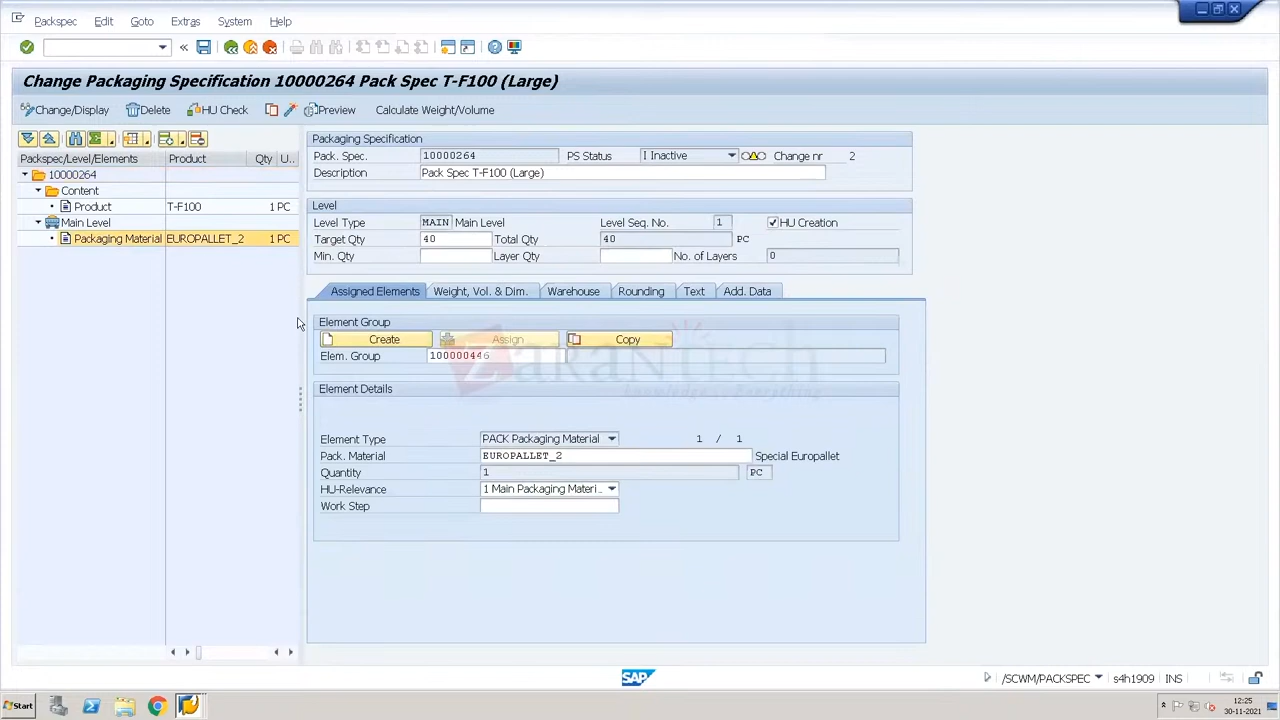 Packspec Edit Goto Extras System Help
Change Packaging Specification 10000264 Pack Spec T-F100 (Large)
Change/Display Delete HU Check Preview Calculate Weight/Volume
Packspec/Level/Elements Product Qty U..
10000264
Content
Product T-F100 1 PC
Main Level
Packaging Material EUROPALLET_2 1 PC
Packaging Specification
Pack. Spec. 10000264 PS Status I Inactive Change nr 2
Description Pack Spec T-F100 (Large)
Level
Level Type MAIN Main Level Level Seq. No. 1 HU Creation
Target Qty 40 Total Qty 40 PC
Min. Qty Layer Qty No. of Layers 0
Assigned Elements Weight, Vol. & Dim. Warehouse Rounding Text Add. Data
Element Group
Create Assign Copy
Elem. Group 100000446
ZaranTech
Element Details
Element Type PACK Packaging Material 1 / 1
Pack. Material EUROPALLET_2 Special Europallet
Quantity 1 PC
HU-Relevance 1 Main Packaging Materi..
Work Step
SAP /SCWM/PACKSPEC s4h1909 INS
Start 12:25
30-11-2021